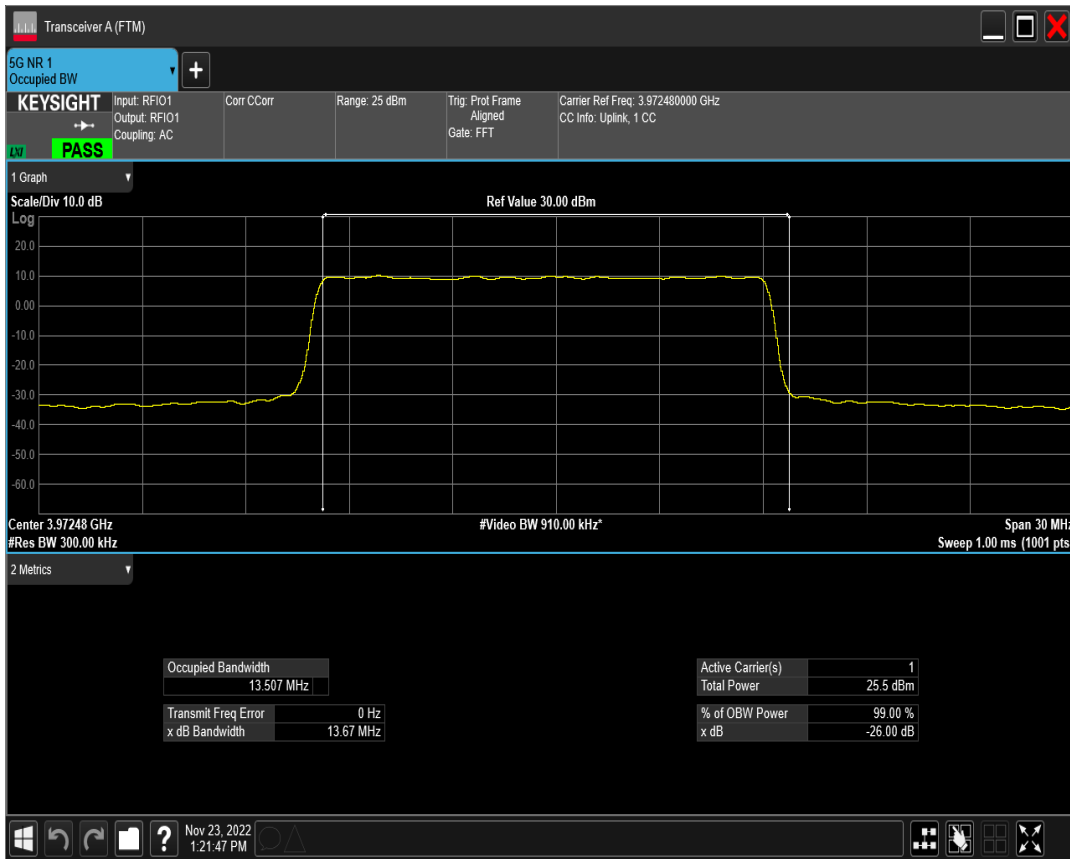 Transceiver A (FTM)
5G NR 1
Occupied BW
+
KEYSIGHT
LXI
PASS
Input: RFIO1
Output: RFIO1
Coupling: AC
Corr CCorr
Range: 25 dBm
Trig: Prot Frame
Aligned
Gate: FFT
Carrier Ref Freq: 3.972480000 GHz
CC Info: Uplink, 1 CC
1 Graph
Scale/Div 10.0 dB
Ref Value 30.00 dBm
Log
20.0
10.0
0.00
-10.0
-20.0
-30.0
-40.0
-50.0
-60.0
Center 3.97248 GHz
#Video BW 910.00 kHz*
Span 30 MHz
#Res BW 300.00 kHz
Sweep 1.00 ms (1001 pts
2 Metrics
Occupied Bandwidth
13.507 MHz
Transmit Freq Error 0 Hz
x dB Bandwidth 13.67 MHz
Active Carrier(s) 1
Total Power 25.5 dBm
% of OBW Power 99.00 %
x dB -26.00 dB
?
Nov 23, 2022
1:21:47 PM